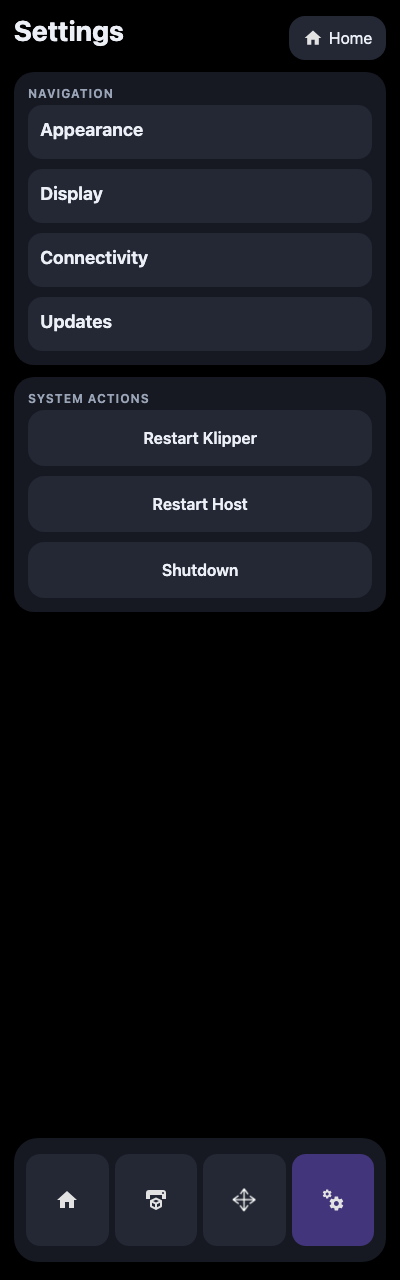 Settings
Home
NAVIGATION
Appearance
Display
Connectivity
Updates
SYSTEM ACTIONS
Restart Klipper
Restart Host
Shutdown